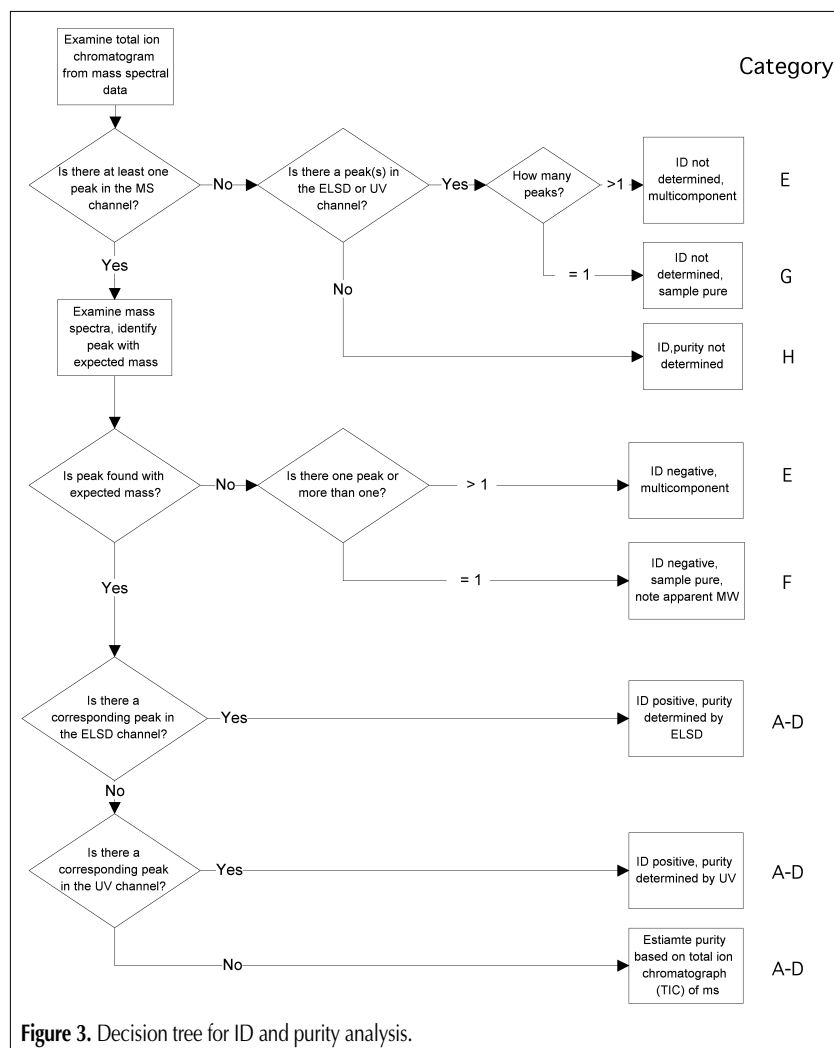 Examine total ion
chromatogram
from mass spectral
data
Category
Is there at least one
peak in the MS
channel?
No
Is there a peak(s) in
the ELSD or UV
channel?
Yes
How many
peaks?
>1
ID not
determined,
multicomponent
E
= 1
ID not
determined,
sample pure
G
No
ID,purity not
determined
H
Yes
Examine mass
spectra, identify
peak with
expected mass
Is peak found with
expected mass?
No
Is there one peak or
more than one?
> 1
ID negative,
multicomponent
E
= 1
ID negative,
sample pure,
note apparent MW
F
Yes
Is there a
corresponding peak in
the ELSD channel?
Yes
ID positive, purity
determined by
ELSD
A-D
No
Is there a
corresponding peak
in the UV channel?
Yes
ID positive, purity
determined by UV
A-D
No
Estiamte purity
based on total ion
chromatograph
(TIC) of ms
A-D
Figure 3. Decision tree for ID and purity analysis.